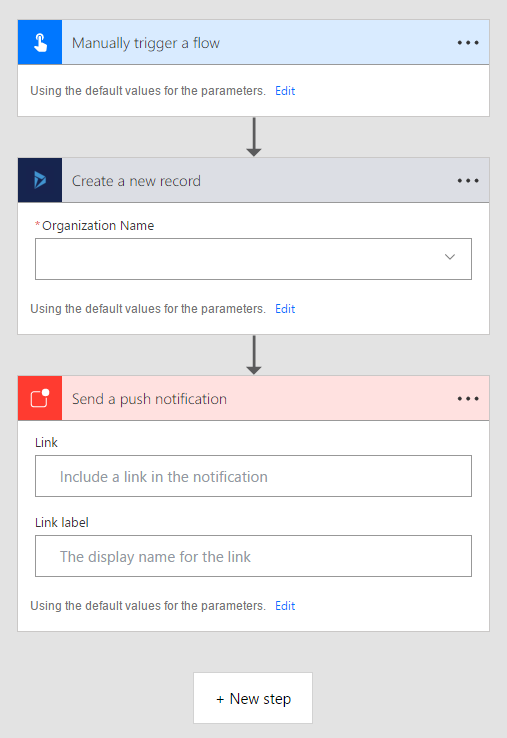 Manually trigger a flow
Using the default values for the parameters. Edit
Create a new record
*Organization Name
Using the default values for the parameters. Edit
Send a push notification
Link
Include a link in the notification
Link label
The display name for the link
Using the default values for the parameters. Edit
+ New step